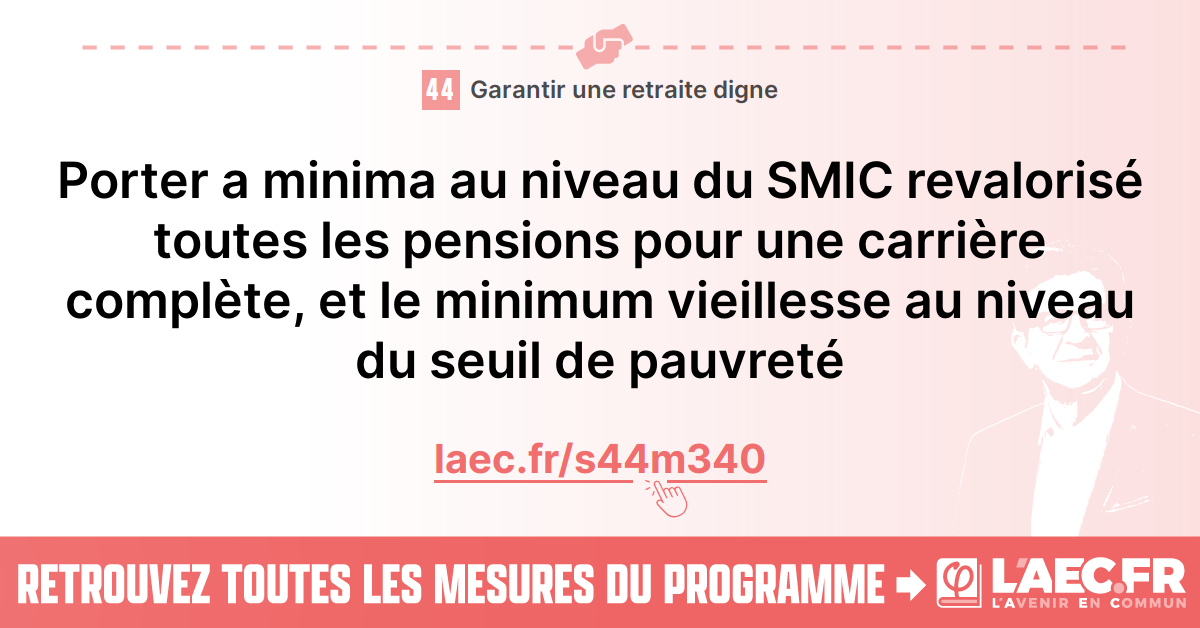 44 Garantir une retraite digne
Porter a minima au niveau du SMIC revalorisé
toutes les pensions pour une carrière
complète, et le minimum vieillesse au niveau
du seuil de pauvreté
laec.fr/s44m340
RETROUVEZ TOUTES LES MESURES DU PROGRAMME
φ L'AEC.FR
L'AVENIR EN COMMUN